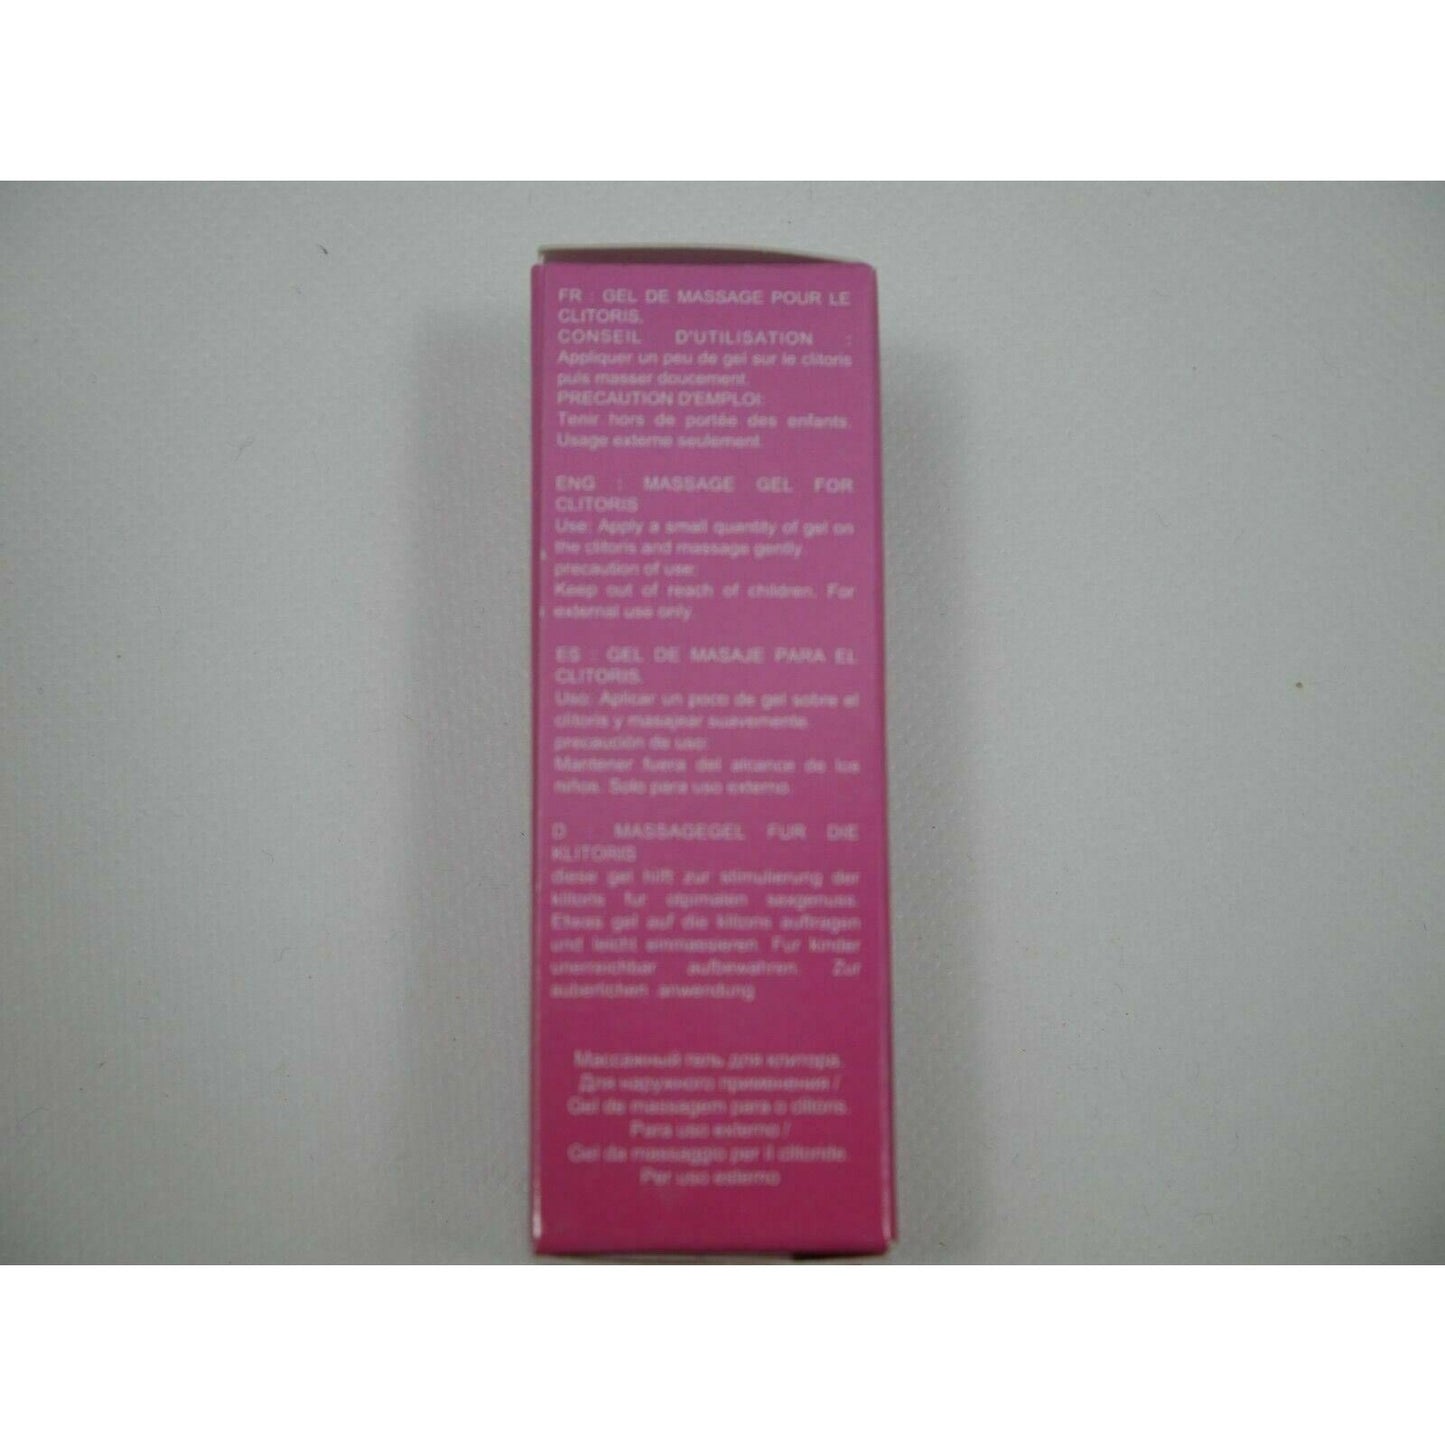 FR : GEL DE MASSAGE POUR LE
CLITORIS.
CONSEIL D'UTILISATION :
Appliquer un peu de gel sur le clitoris
puis masser doucement.
PRECAUTION D'EMPLOI:
Tenir hors de portée des enfants.
Usage externe seulement.
ENG : MASSAGE GEL FOR
CLITORIS
Use: Apply a small quantity of gel on
the clitoris and massage gently
precaution of use:
Keep out of reach of children. For
external use only.
ES : GEL DE MASAJE PARA EL
CLITORIS.
Uso: Aplicar un poco de gel sobre el
clitoris y masajear suavemente.
precaución de uso:
Mantener fuera del alcance de los
niños. Solo para uso externo.
D : MASSAGEGEL FUR DIE
KLITORIS
diese gel hilft zur stimulierung der
klitoris fur sexgenuss.
Etwas gel auf die klitoris auftragen
und leicht einmassieren. Fur kinder
unerreichbar aufbewahren. Zur
auberlichen anwendung
Массажный гель для клитора.
Для наружного применения /
Gel de massagem para o clitoris.
Para uso externo /
Gel da massaggio per il clitoride.
Per uso esterno